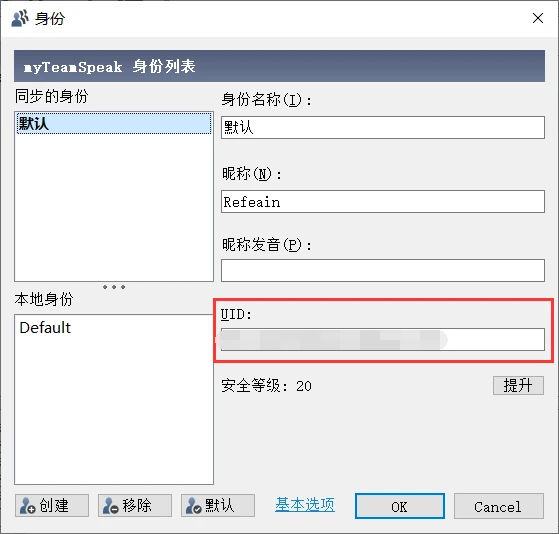 身份
myTeamSpeak 身份列表
同步的身份
默认
身份名称(I):
默认
昵称(N):
Refeain
昵称发音(P):
本地身份
Default
UID:
安全等级: 20
提升
创建
移除
默认
基本选项
OK
Cancel